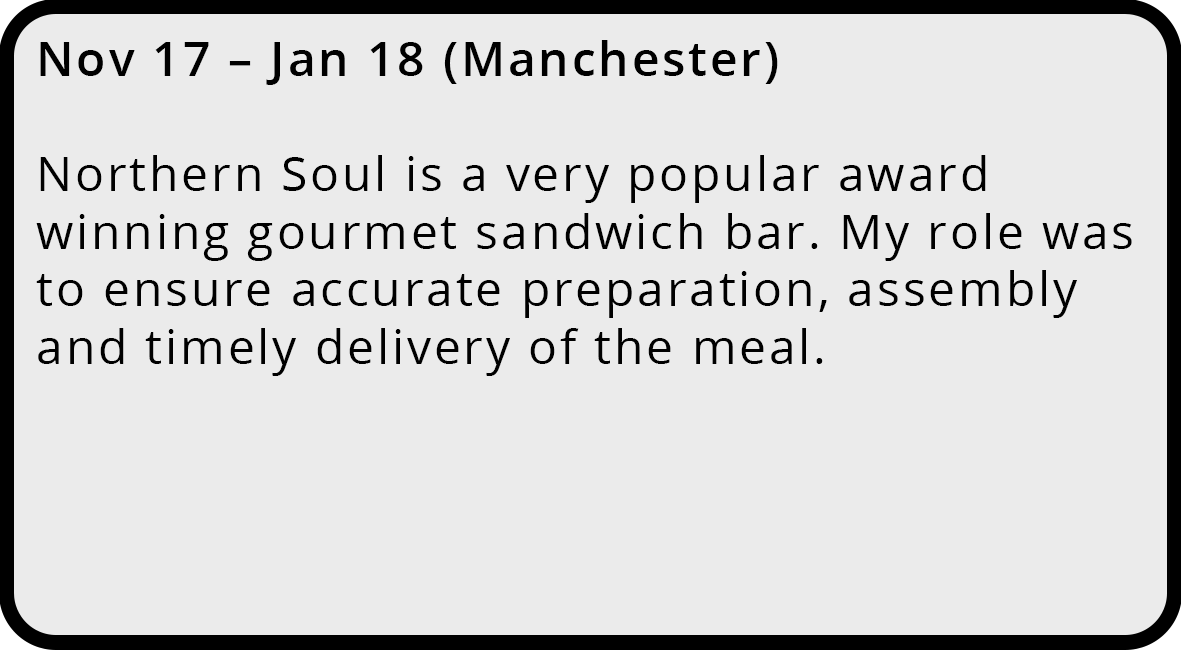 Nov 17 – Jan 18 (Manchester)
Northern Soul is a very popular award
winning gourmet sandwich bar. My role was
to ensure accurate preparation, assembly
and timely delivery of the meal.